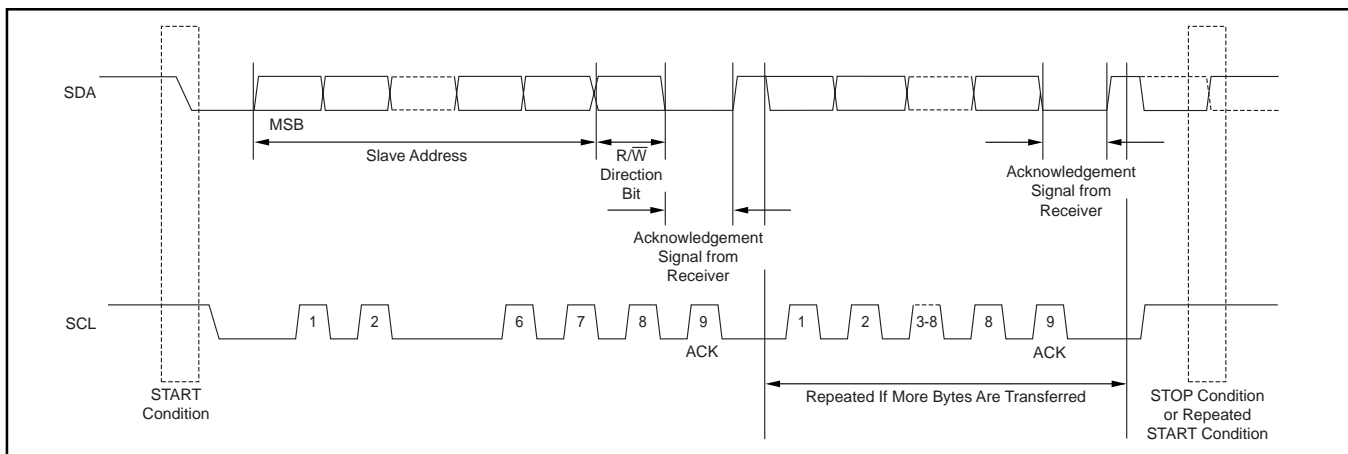 SDA
MSB
Slave Address
R/W̅
Direction
Bit
Acknowledgement
Signal from
Receiver
Acknowledgement
Signal from
Receiver
SCL
1
2
6
7
8
9
1
2
3-8
8
9
ACK
ACK
START
Condition
Repeated If More Bytes Are Transferred
STOP Condition
or Repeated
START Condition